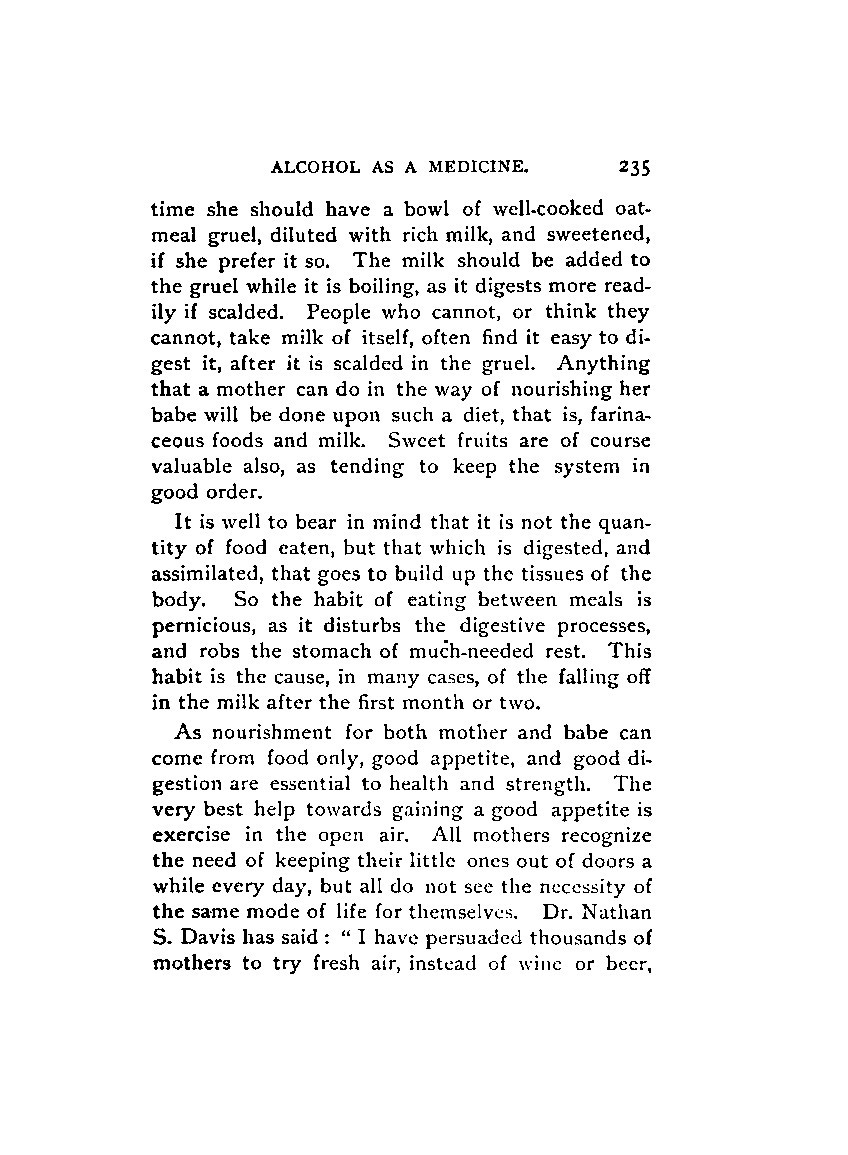 ALCOHOL AS A MEDICINE. 235
time she should have a bowl of well-cooked oat-
meal gruel, diluted with rich milk, and sweetened,
if she prefer it so. The milk should be added to
the gruel while it is boiling, as it digests more read-
ily if scalded. People who cannot, or think they
cannot, take milk of itself, often find it easy to di-
gest it, after it is scalded in the gruel. Anything
that a mother can do in the way of nourishing her
babe will be done upon such a diet, that is, farina-
ceous foods and milk. Sweet fruits are of course
valuable also, as tending to keep the system in
good order.
It is well to bear in mind that it is not the quan-
tity of food eaten, but that which is digested, and
assimilated, that goes to build up the tissues of the
body. So the habit of eating between meals is
pernicious, as it disturbs the digestive processes,
and robs the stomach of much-needed rest. This
habit is the cause, in many cases, of the falling off
in the milk after the first month or two.
As nourishment for both mother and babe can
come from food only, good appetite, and good di-
gestion are essential to health and strength. The
very best help towards gaining a good appetite is
exercise in the open air. All mothers recognize
the need of keeping their little ones out of doors a
while every day, but all do not see the necessity of
the same mode of life for themselves. Dr. Nathan
S. Davis has said : “ I have persuaded thousands of
mothers to try fresh air, instead of wine or beer,